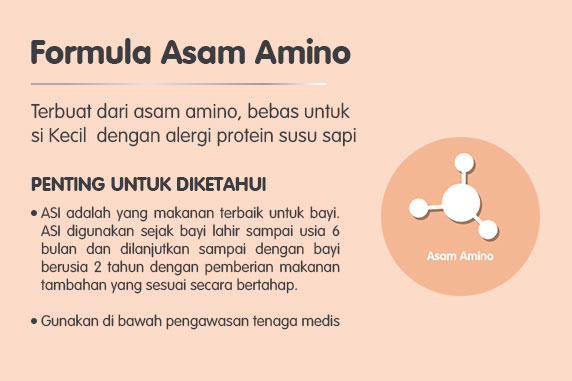 Formula Asam Amino
Terbuat dari asam amino, bebas untuk
si Kecil dengan alergi protein susu sapi
PENTING UNTUK DIKETAHUI
• ASI adalah yang makanan terbaik untuk bayi.
ASI digunakan sejak bayi lahir sampai usia 6
bulan dan dilanjutkan sampai dengan bayi
berusia 2 tahun dengan pemberian makanan
tambahan yang sesuai secara bertahap.
• Gunakan di bawah pengawasan tenaga medis
Asam Amino